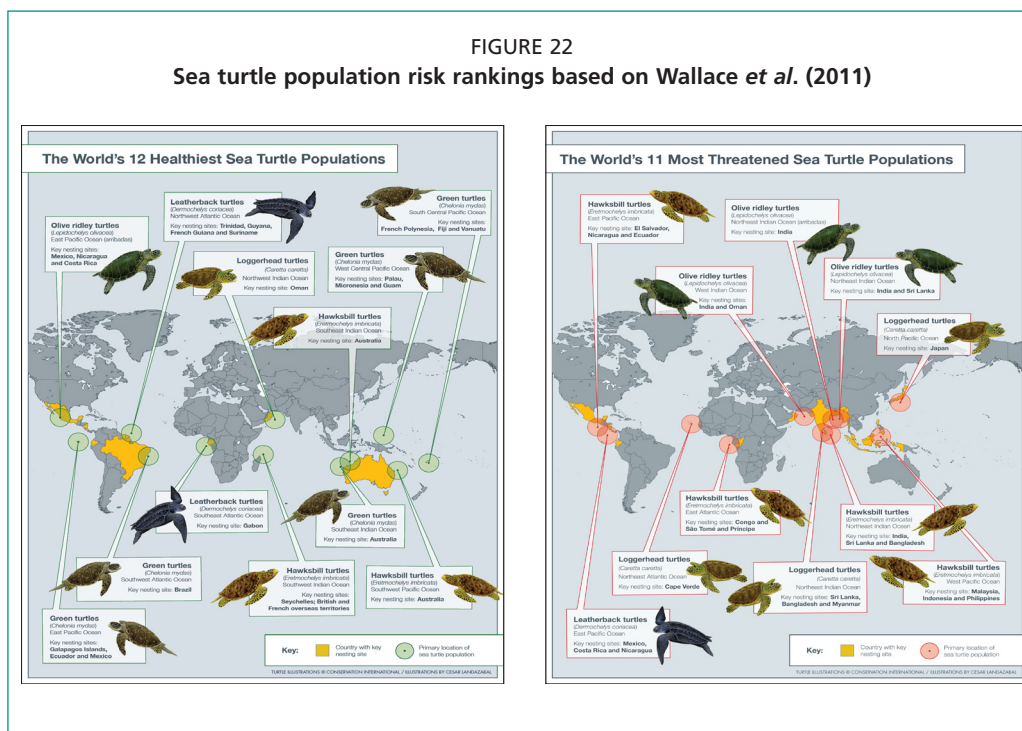 FIGURE 22
Sea turtle population risk rankings based on Wallace et al. (2011)
The World's 12 Healthiest Sea Turtle Populations
Olive ridley turtles
(Lepidochelys olivacea)
East Pacific Ocean (arribadas)
Key nesting sites:
Mexico, Nicaragua
and Costa Rica
Leatherback turtles
(Dermochelys coriacea)
Northwest Atlantic Ocean
Key nesting sites: Trinidad, Guyana,
French Guiana and Suriname
Green turtles
(Chelonia mydas)
South Central Pacific Ocean
Key nesting sites:
French Polynesia, Fiji and Vanuatu
Loggerhead turtles
(Caretta caretta)
Northwest Indian Ocean
Key nesting site: Oman
Green turtles
(Chelonia mydas)
West Central Pacific Ocean
Key nesting sites: Palau,
Micronesia and Guam
Hawksbill turtles
(Eretmochelys imbricata)
Southeast Indian Ocean
Key nesting site: Australia
Leatherback turtles
(Dermochelys coriacea)
Southeast Atlantic Ocean
Key nesting site: Gabon
Green turtles
(Chelonia mydas)
Southeast Indian Ocean
Key nesting site: Australia
Green turtles
(Chelonia mydas)
Southwest Atlantic Ocean
Key nesting site: Brazil
Hawksbill turtles
(Eretmochelys imbricata)
Southwest Indian Ocean
Key nesting sites:
Seychelles; British and
French overseas territories
Hawksbill turtles
(Eretmochelys imbricata)
Southwest Pacific Ocean
Key nesting site: Australia
Green turtles
(Chelonia mydas)
East Pacific Ocean
Key nesting sites:
Galapagos Islands,
Ecuador and Mexico
Key:
Country with key
nesting site
Primary location of
sea turtle population
TURTLE ILLUSTRATIONS © CONSERVATION INTERNATIONAL / ILLUSTRATIONS BY CESAR LANDAZABAL
The World's 11 Most Threatened Sea Turtle Populations
Hawksbill turtles
(Eretmochelys imbricata)
East Pacific Ocean
Key nesting sites: El Salvador,
Nicaragua and Ecuador
Olive ridley turtles
(Lepidochelys olivacea)
Northeast Indian Ocean (arribadas)
Key nesting site: India
Olive ridley turtles
(Lepidochelys olivacea)
West Indian Ocean
Key nesting sites:
India and Oman
Olive ridley turtles
(Lepidochelys olivacea)
Northeast Indian Ocean
Key nesting sites: India and Sri Lanka
Loggerhead turtles
(Caretta caretta)
North Pacific Ocean
Key nesting site: Japan
Hawksbill turtles
(Eretmochelys imbricata)
East Atlantic Ocean
Key nesting sites: Congo and
São Tomé and Príncipe
Hawksbill turtles
(Eretmochelys imbricata)
Northeast Indian Ocean
Key nesting sites: India,
Sri Lanka and Bangladesh
Loggerhead turtles
(Caretta caretta)
Northeast Atlantic Ocean
Key nesting site: Cape Verde
Loggerhead turtles
(Caretta caretta)
Northeast Indian Ocean
Key nesting sites: Sri Lanka,
Bangladesh and Myanmar
Hawksbill turtles
(Eretmochelys imbricata)
West Pacific Ocean
Key nesting sites: Malaysia,
Indonesia and Philippines
Leatherback turtles
(Dermochelys coriacea)
East Pacific Ocean
Key nesting sites: Mexico,
Costa Rica and Nicaragua
Key:
Country with key
nesting site
Primary location of
sea turtle population
TURTLE ILLUSTRATIONS © CONSERVATION INTERNATIONAL / ILLUSTRATIONS BY CESAR LANDAZABAL